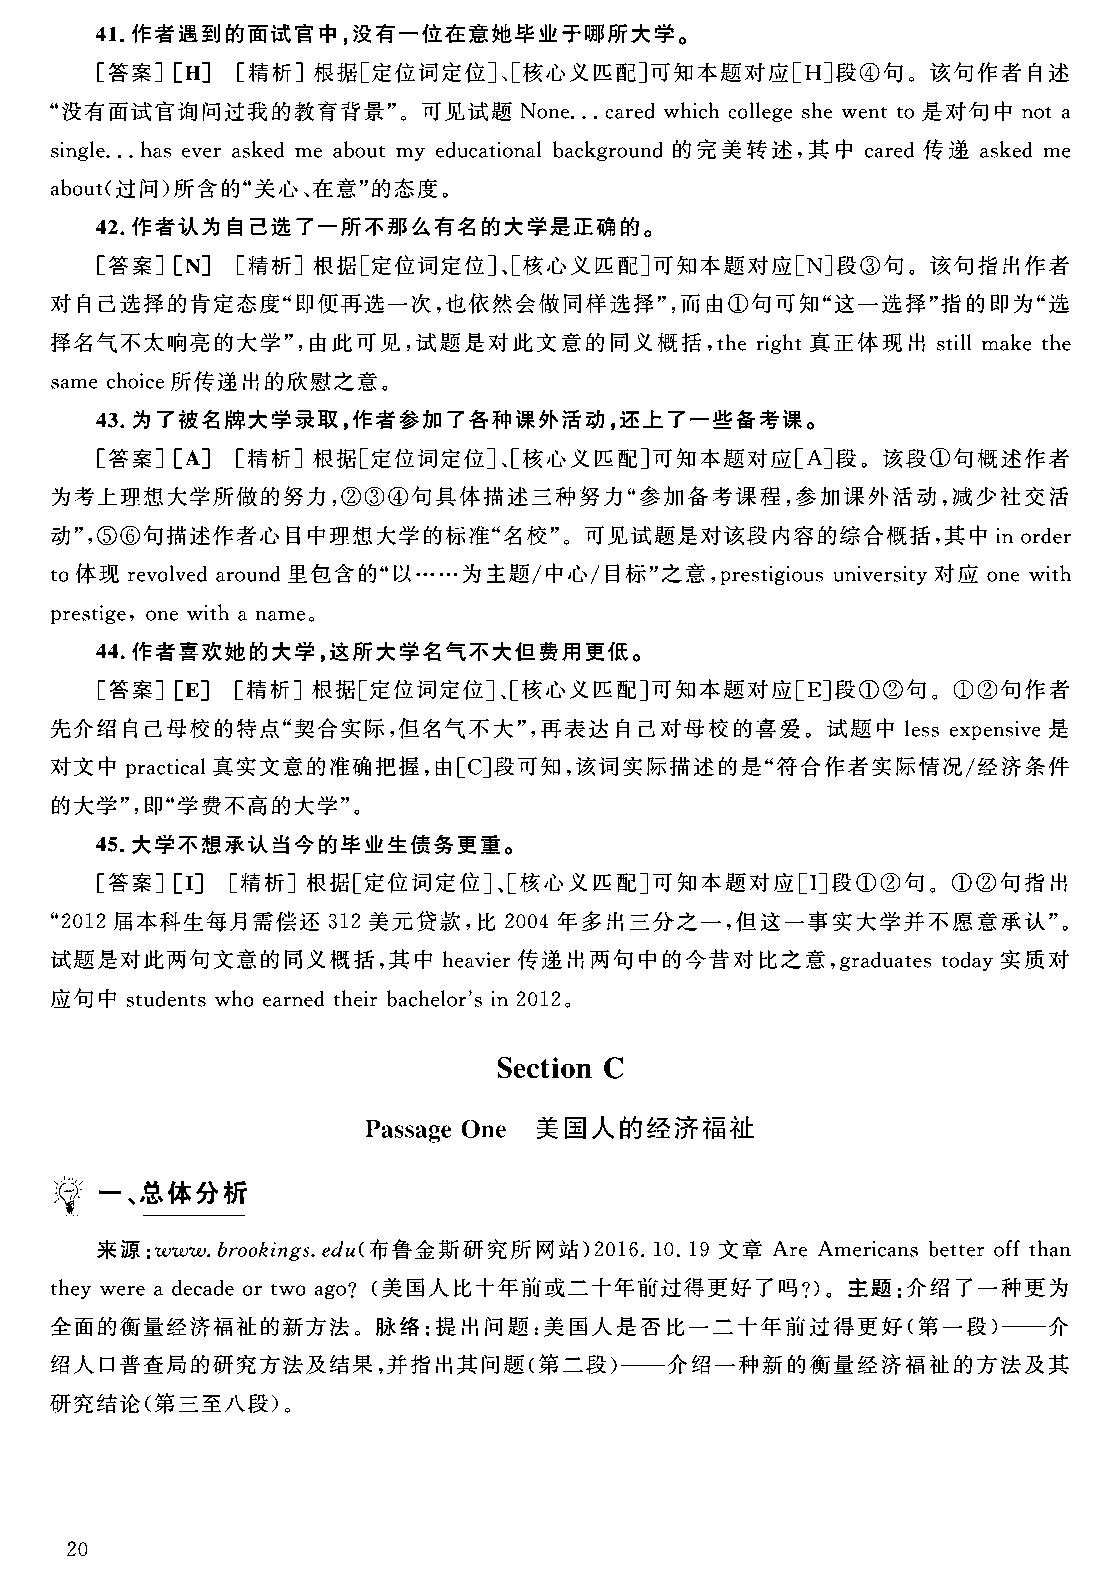 41. 作者遇到的面试官中,没有一位在意她毕业于哪所大学。
[答案][H] [精析] 根据[定位词定位]、[核心义匹配]可知本题对应[H]段④句。该句作者自述
“没有面试官询问过我的教育背景”。可见试题 None... cared which college she went to 是对句中 not a
single... has ever asked me about my educational background 的完美转述,其中 cared 传递 asked me
about(过问)所含的“关心、在意”的态度。
42. 作者认为自己选了一所不那么有名的大学是正确的。
[答案][N] [精析] 根据[定位词定位]、[核心义匹配]可知本题对应[N]段③句。该句指出作者
对自己选择的肯定态度“即便再选一次,也依然会做同样选择”,而由①句可知“这一选择”指的即为“选
择名气不太响亮的大学”,由此可见,试题是对此文意的同义概括,the right 真正体现出 still make the
same choice 所传递出的欣慰之意。
43. 为了被名牌大学录取,作者参加了各种课外活动,还上了一些备考课。
[答案][A] [精析] 根据[定位词定位]、[核心义匹配]可知本题对应[A]段。该段①句概述作者
为考上理想大学所做的努力,②③④句具体描述三种努力“参加备考课程,参加课外活动,减少社交活
动”,⑤⑥句描述作者心目中理想大学的标准“名校”。可见试题是对该段内容的综合概括,其中 in order
to 体现 revolved around 里包含的“以……为主题/中心/目标”之意,prestigious university 对应 one with
prestige, one with a name。
44. 作者喜欢她的大学,这所大学名气不大但费用更低。
[答案][E] [精析] 根据[定位词定位]、[核心义匹配]可知本题对应[E]段①②句。①②句作者
先介绍自己母校的特点“契合实际,但名气不大”,再表达自己对母校的喜爱。试题中 less expensive 是
对文中 practical 真实文意的准确把握,由[C]段可知,该词实际描述的是“符合作者实际情况/经济条件
的大学”,即“学费不高的大学”。
45. 大学不想承认当今的毕业生债务更重。
[答案][I] [精析] 根据[定位词定位]、[核心义匹配]可知本题对应[I]段①②句。①②句指出
“2012 届本科生每月需偿还 312 美元贷款,比 2004 年多出三分之一,但这一事实大学并不愿意承认”。
试题是对此两句文意的同义概括,其中 heavier 传递出两句中的今昔对比之意,graduates today 实质对
应句中 students who earned their bachelor's in 2012。
Section C
Passage One 美国人的经济福祉
一、总体分析
来源:www.brookings.edu(布鲁金斯研究所网站)2016.10.19 文章 Are Americans better off than
they were a decade or two ago? (美国人比十年前或二十年前过得更好了吗?)。主题:介绍了一种更为
全面的衡量经济福祉的新方法。脉络:提出问题:美国人是否比一二十年前过得更好(第一段)——介
绍人口普查局的研究方法及结果,并指出其问题(第二段)——介绍一种新的衡量经济福祉的方法及其
研究结论(第三至八段)。
20